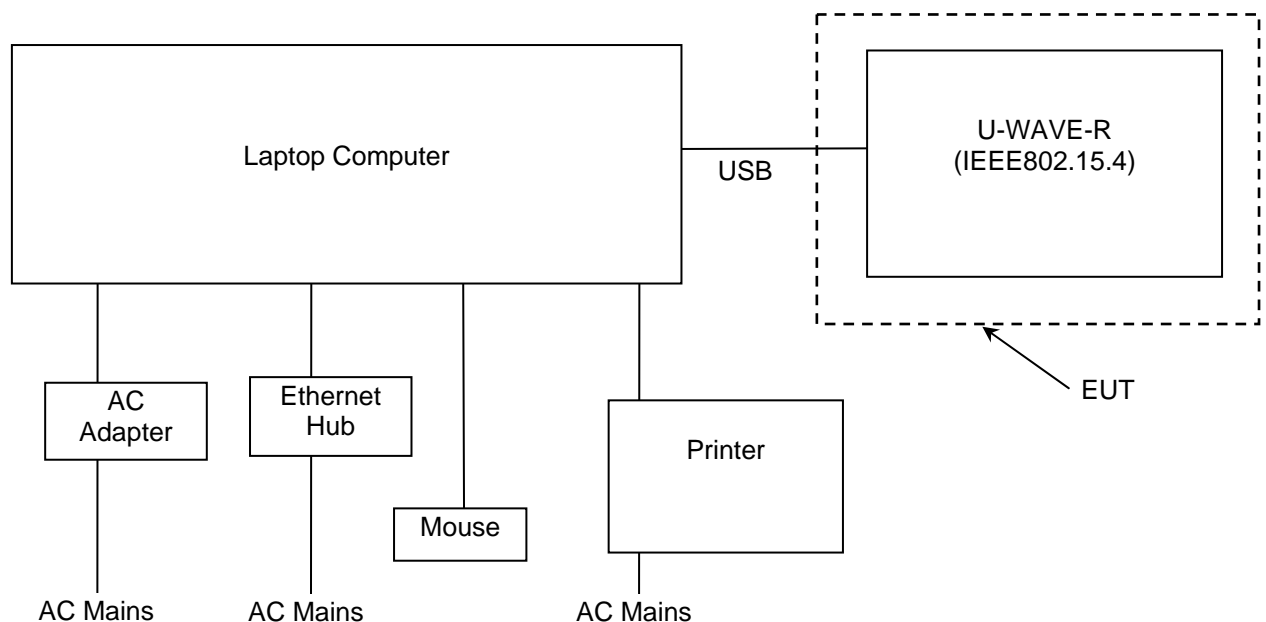 Laptop Computer
USB
U-WAVE-R
(IEEE802.15.4)
EUT
AC
Adapter
Ethernet
Hub
Mouse
Printer
AC Mains
AC Mains
AC Mains